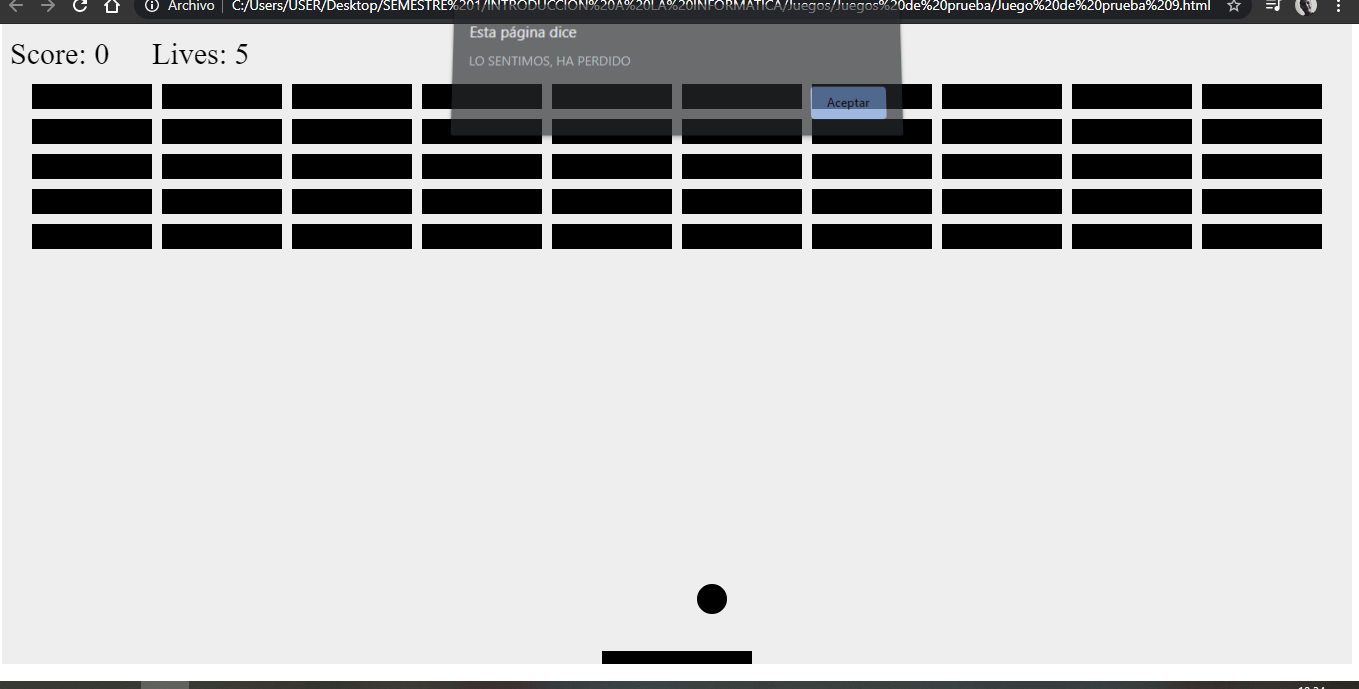 Archivo | C:/Users/USER/Desktop/SEMESTRE%201/INTRODUCCION%20A%20LA%20INFORMATICA/Juegos/Juegos%20de%20prueba/Juego%20de%20prueba%209.html
Esta página dice
Score: 0 Lives: 5
LO SENTIMOS, HA PERDIDO
Aceptar